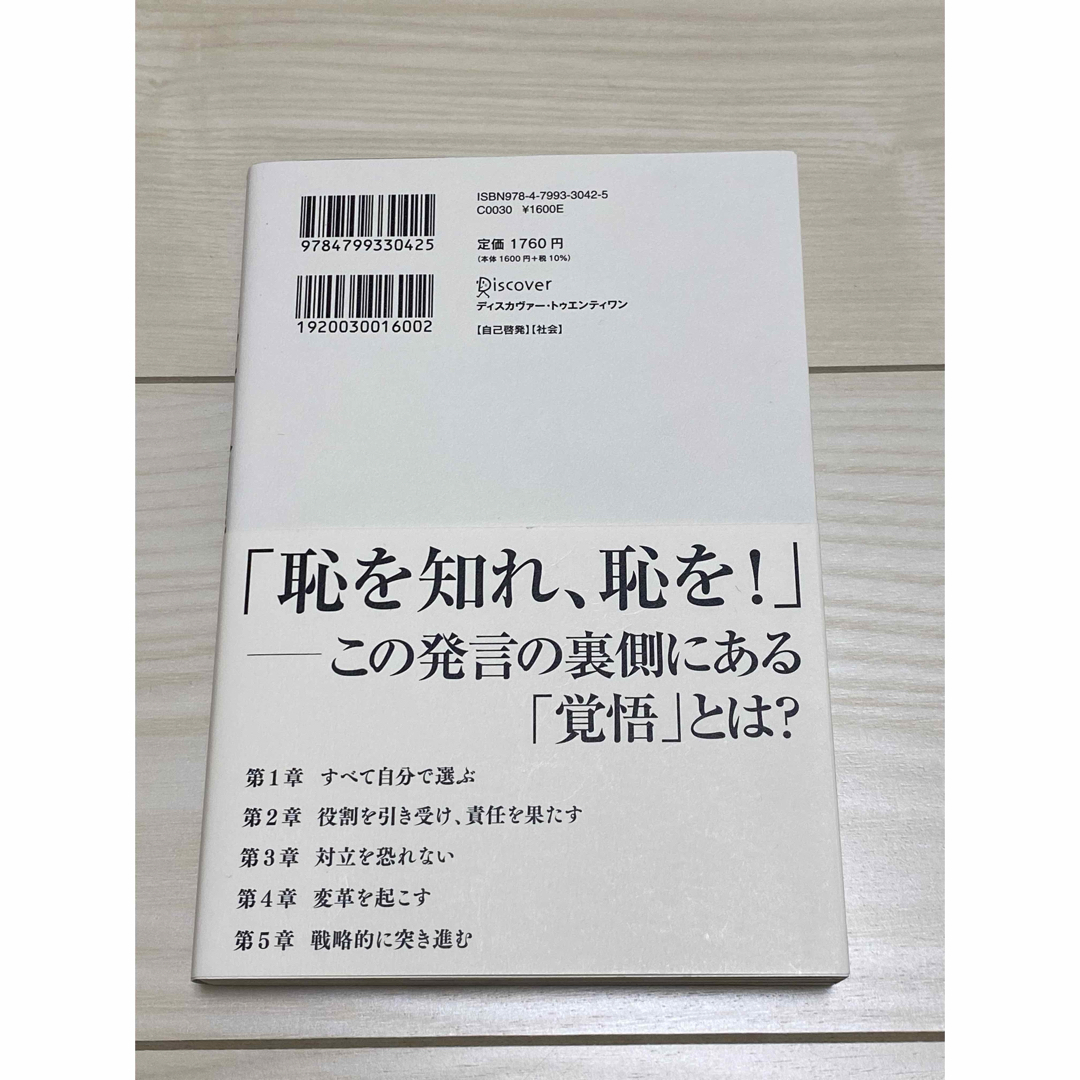 9784799330425
1920030016002
ISBN978-4-7993-3042-5
C0030 ¥1600E
定価 1760 円
(本体 1600 円+税 10%)
Discover
ディスカヴァー・トゥエンティワン
【自己啓発】【社会】
「恥を知れ、恥を!」
――この発言の裏側にある
「覚悟」とは?
第1章 すべて自分で選ぶ
第2章 役割を引き受け、責任を果たす
第3章 対立を恐れない
第4章 変革を起こす
第5章 戦略的に突き進む